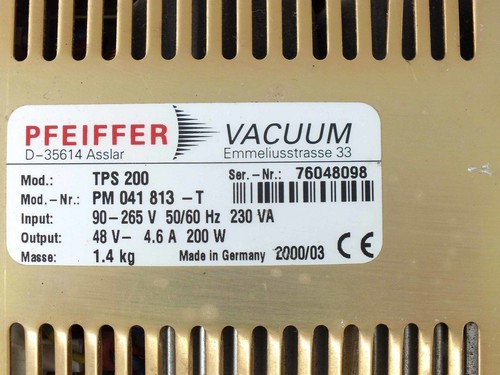 PFEIFFER VACUUM
D-35614 Asslar Emmeliusstrasse 33
Mod.: TPS 200 Ser.-Nr.: 76048098
Mod.-Nr.: PM 041 813 -T
Input: 90-265 V 50/60 Hz 230 VA
Output: 48 V- 4.6 A 200 W
Masse: 1.4 kg Made in Germany 2000/03 CE